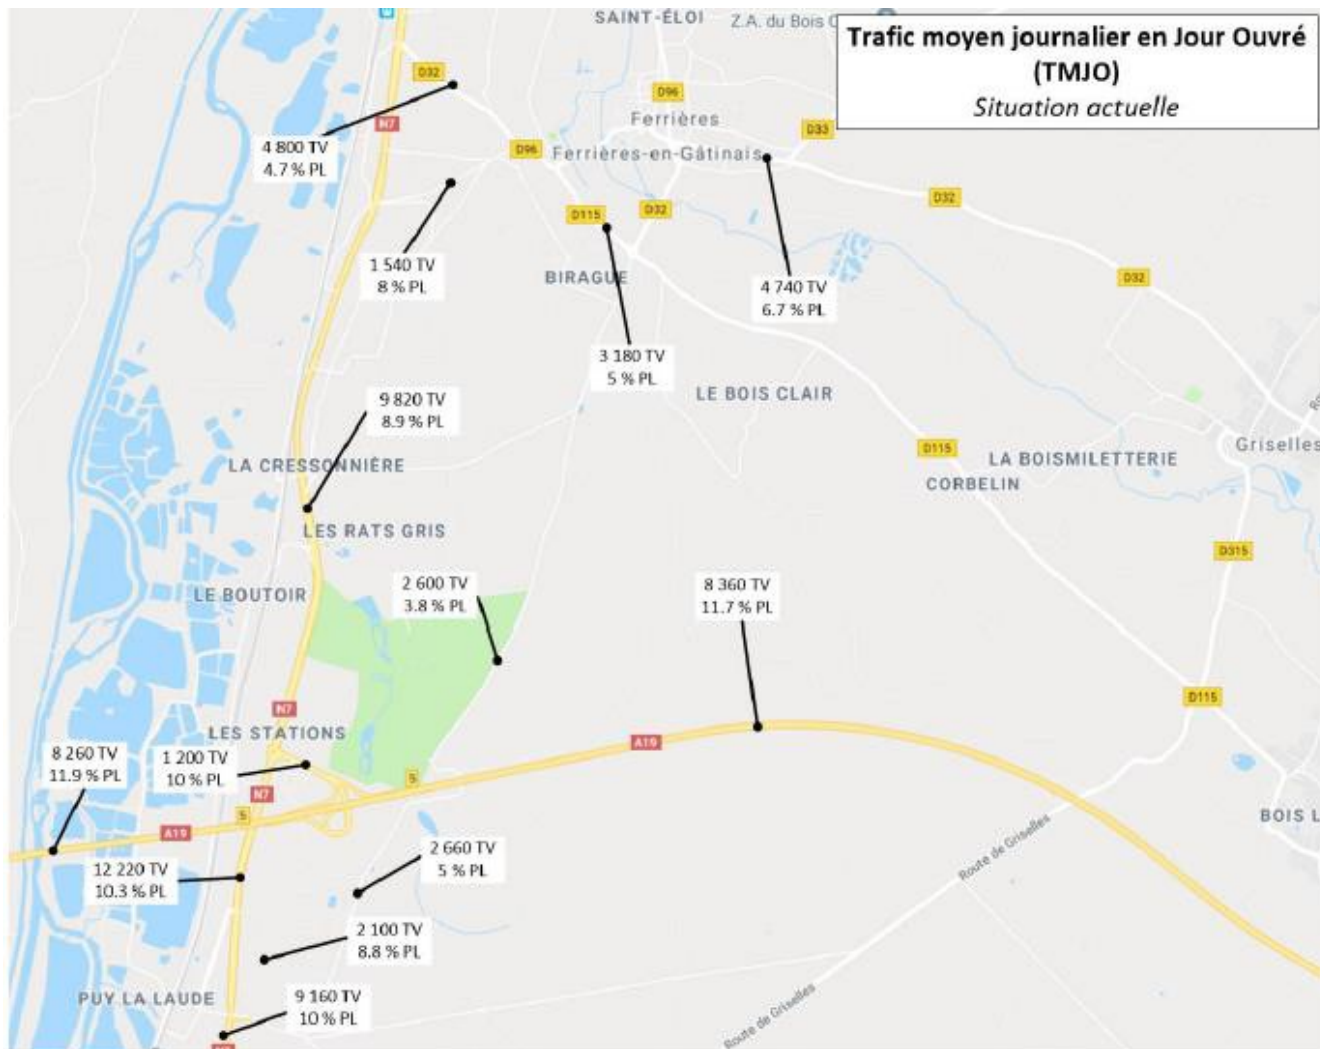 SAINT-ÉLOI
Z.A. du Bois
Trafic moyen journalier en Jour Ouvré
(TMJO)
Situation actuelle
D32
D96
Ferrières
N7
D33
4 800 TV
4.7 % PL
D96
Ferrières-en-Gâtinais
D32
D115
D32
1 540 TV
8 % PL
BIRAGUE
4 740 TV
6.7 % PL
D32
3 180 TV
5 % PL
LE BOIS CLAIR
9 820 TV
8.9 % PL
D115
Griselles
LA CRESSONNIÈRE
LA BOISMILETTERIE
CORBELIN
LES RATS GRIS
D315
LE BOUTOIR
2 600 TV
3.8 % PL
8 360 TV
11.7 % PL
N7
D115
LES STATIONS
A19
8 260 TV
11.9 % PL
1 200 TV
10 % PL
5
N7
5
A19
BOIS L
12 220 TV
10.3 % PL
2 660 TV
5 % PL
Route de Griselles
2 100 TV
8.8 % PL
PUY LA LAUDE
9 160 TV
10 % PL
Route de Griselles